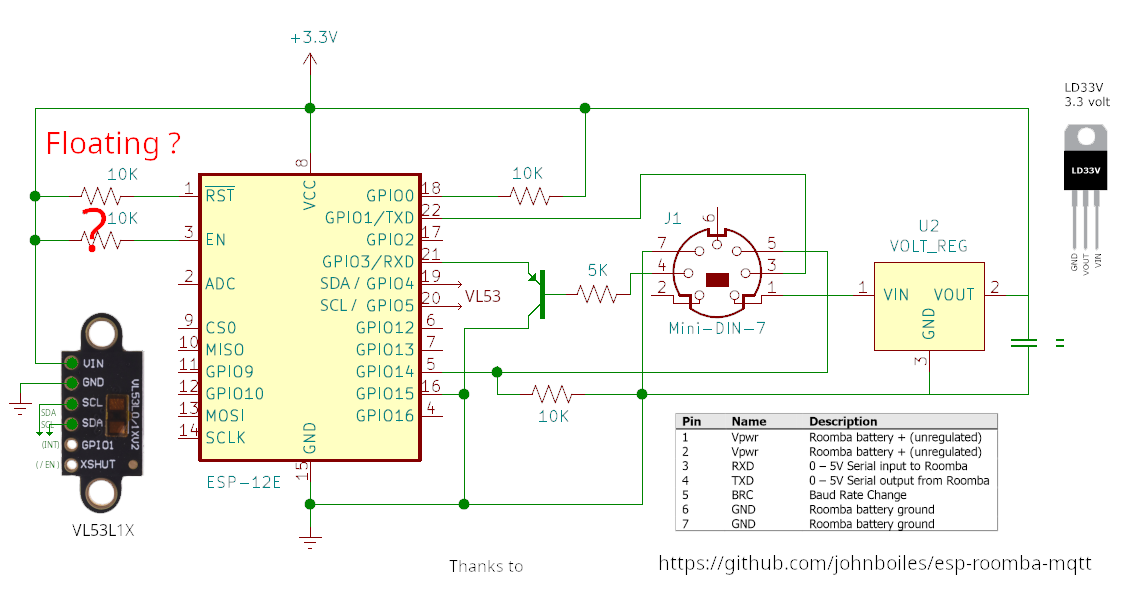 +3.3V
LD33V
3.3 volt
Floating ?
10K
10K
?
1
RST
3
EN
2
ADC
9
CS0
10
MISO
11
GPIO9
12
GPIO10
13
MOSI
14
SCLK
8
VCC
GND
15
GPIO0
18
GPIO1/TXD
22
GPIO2
17
GPIO3/RXD
21
SDA/ GPIO4
19
SCL/ GPIO5
20
GPIO12
6
GPIO13
7
GPIO14
5
GPIO15
16
GPIO16
4
ESP-12E
VL53
10K
5K
10K
J1
6
7
4
2
5
3
1
Mini-DIN-7
U2
VOLT_REG
1
VIN
VOUT
2
GND
3
LD33V
GND
VOUT
VIN
VIN
GND
SCL
SDA
GPIO1
XSHUT
VL53L0/1XV2
SDA
SCL
(INT)
( / EN )
VL53L1X
Pin Name Description
1 Vpwr Roomba battery + (unregulated)
2 Vpwr Roomba battery + (unregulated)
3 RXD 0 – 5V Serial input to Roomba
4 TXD 0 – 5V Serial output from Roomba
5 BRC Baud Rate Change
6 GND Roomba battery ground
7 GND Roomba battery ground
Thanks to
https://github.com/johnboiles/esp-roomba-mqtt